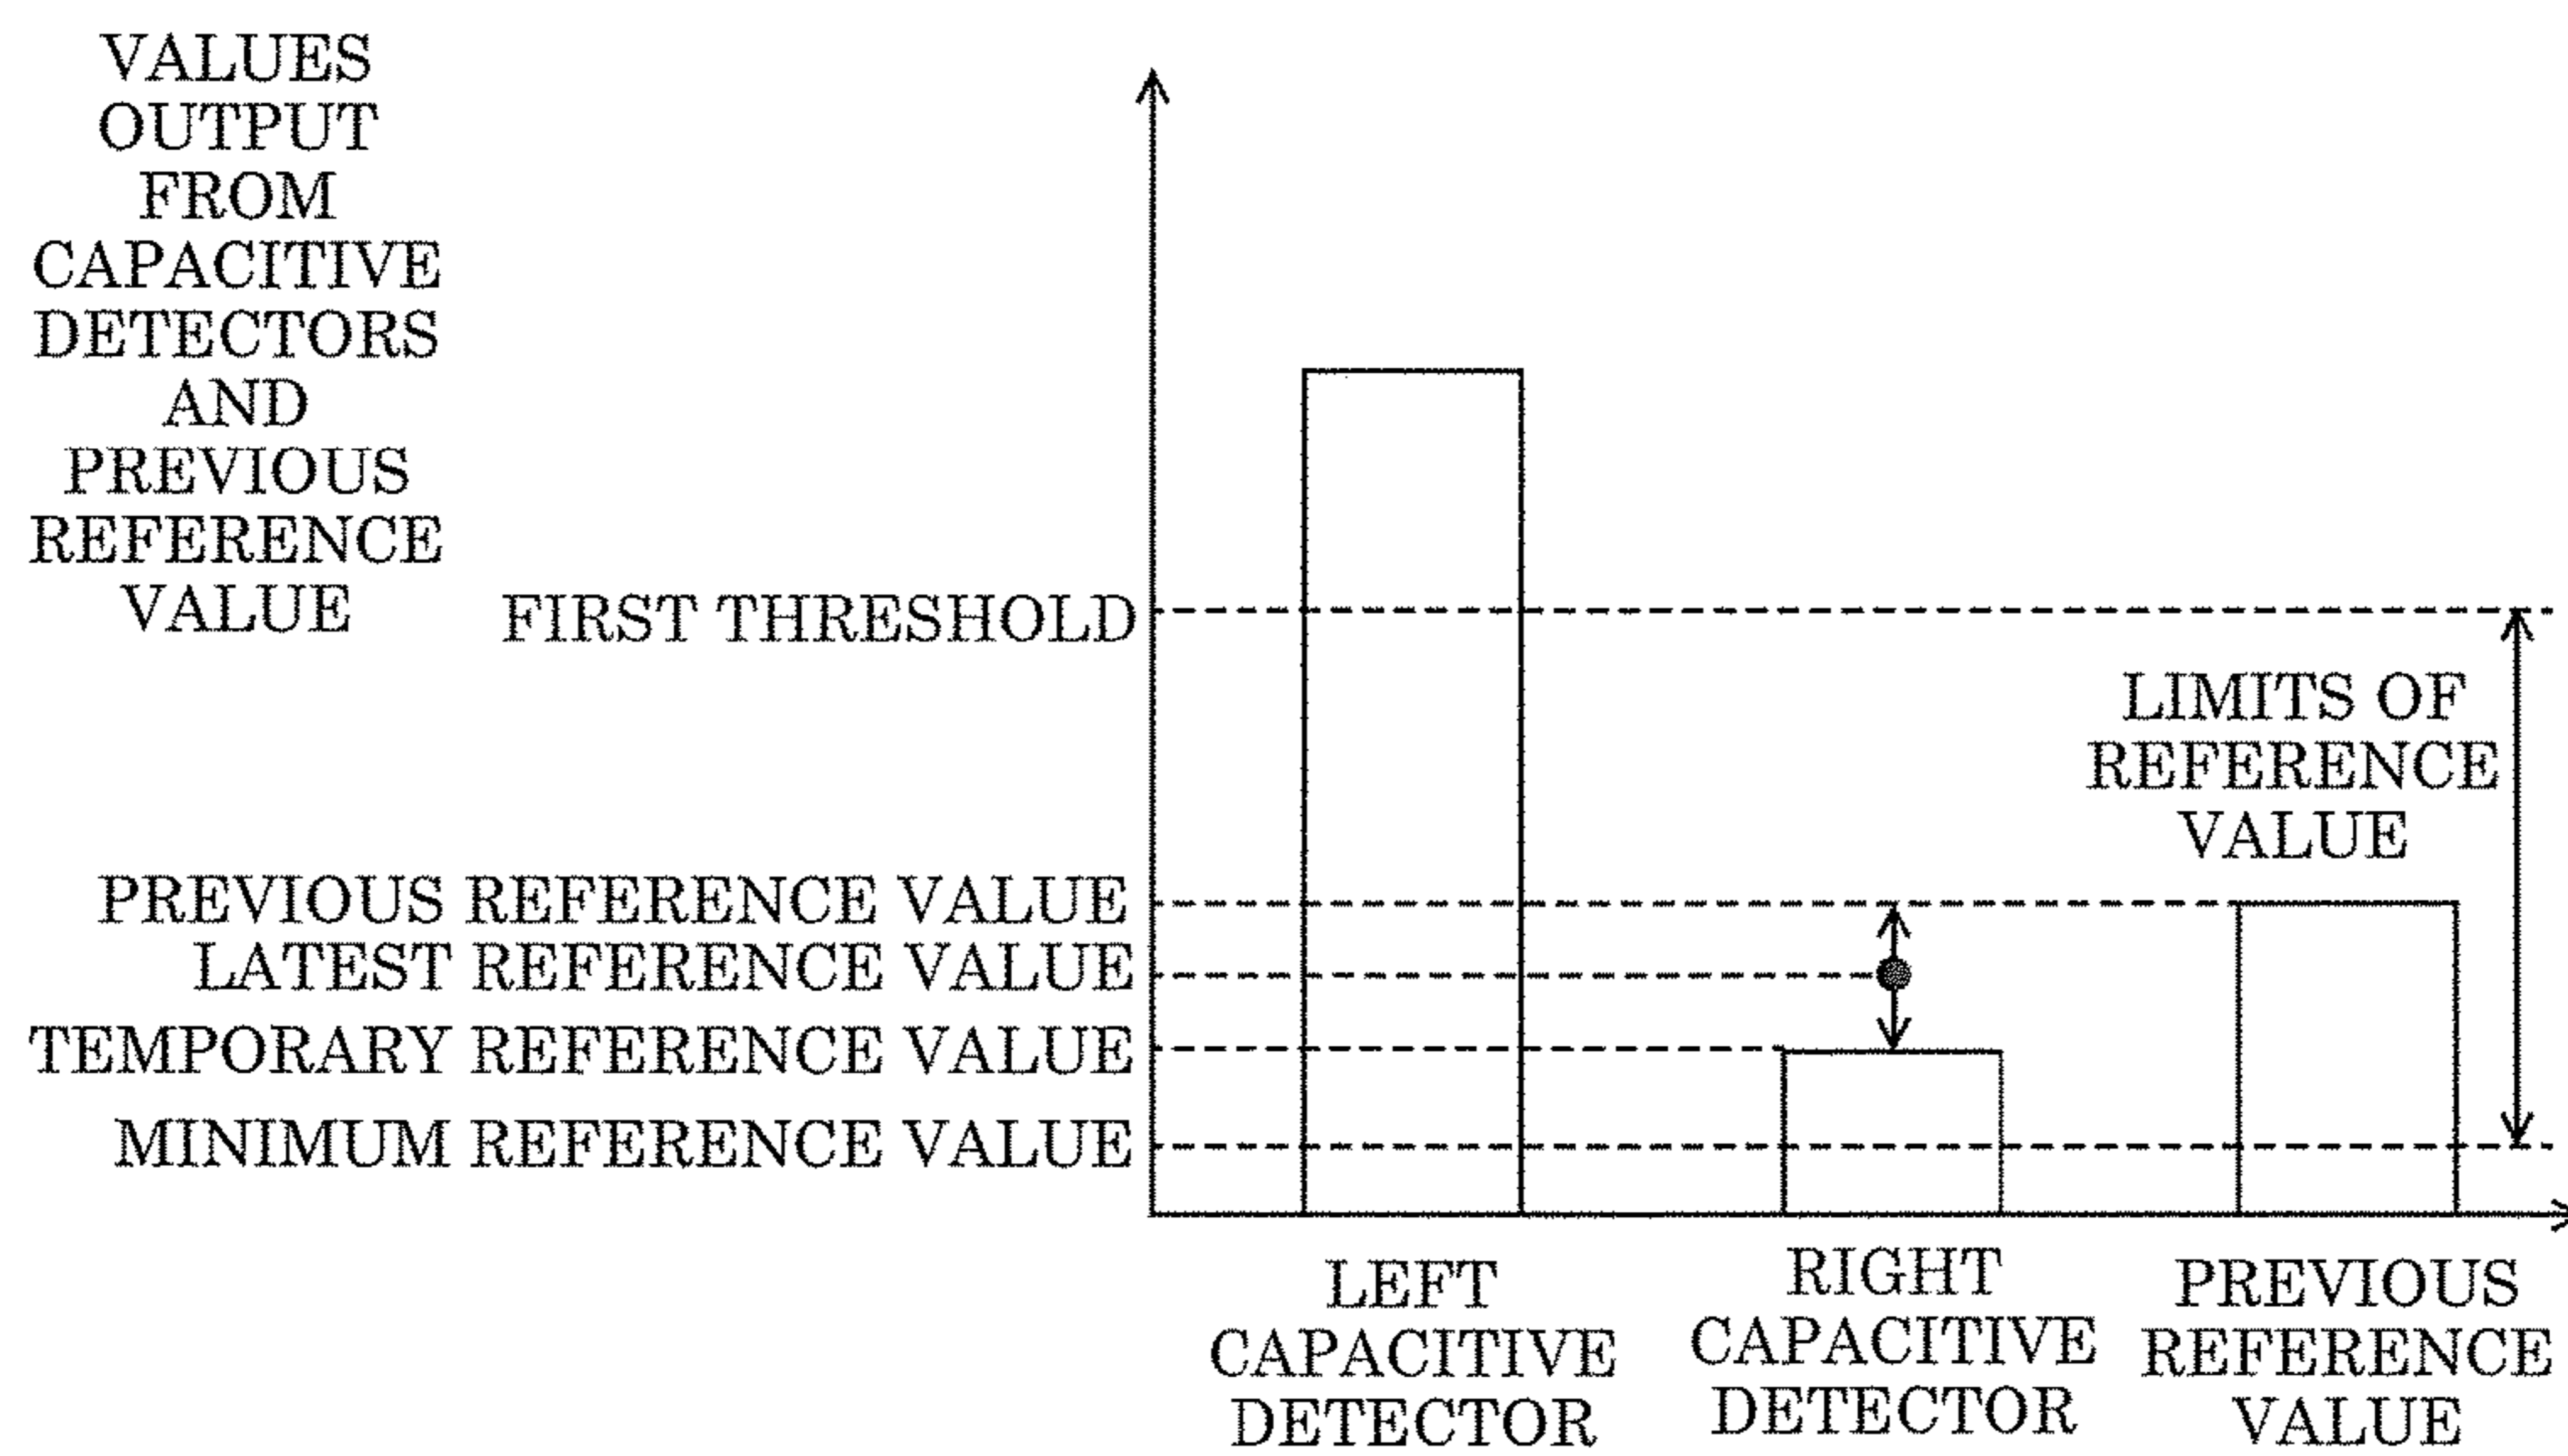 VALUES
OUTPUT
FROM
CAPACITIVE
DETECTORS
AND
PREVIOUS
REFERENCE
VALUE
FIRST THRESHOLD
LIMITS OF
REFERENCE
VALUE
PREVIOUS REFERENCE VALUE
LATEST REFERENCE VALUE
TEMPORARY REFERENCE VALUE
MINIMUM REFERENCE VALUE
LEFT
CAPACITIVE
DETECTOR
RIGHT
CAPACITIVE
DETECTOR
PREVIOUS
REFERENCE
VALUE